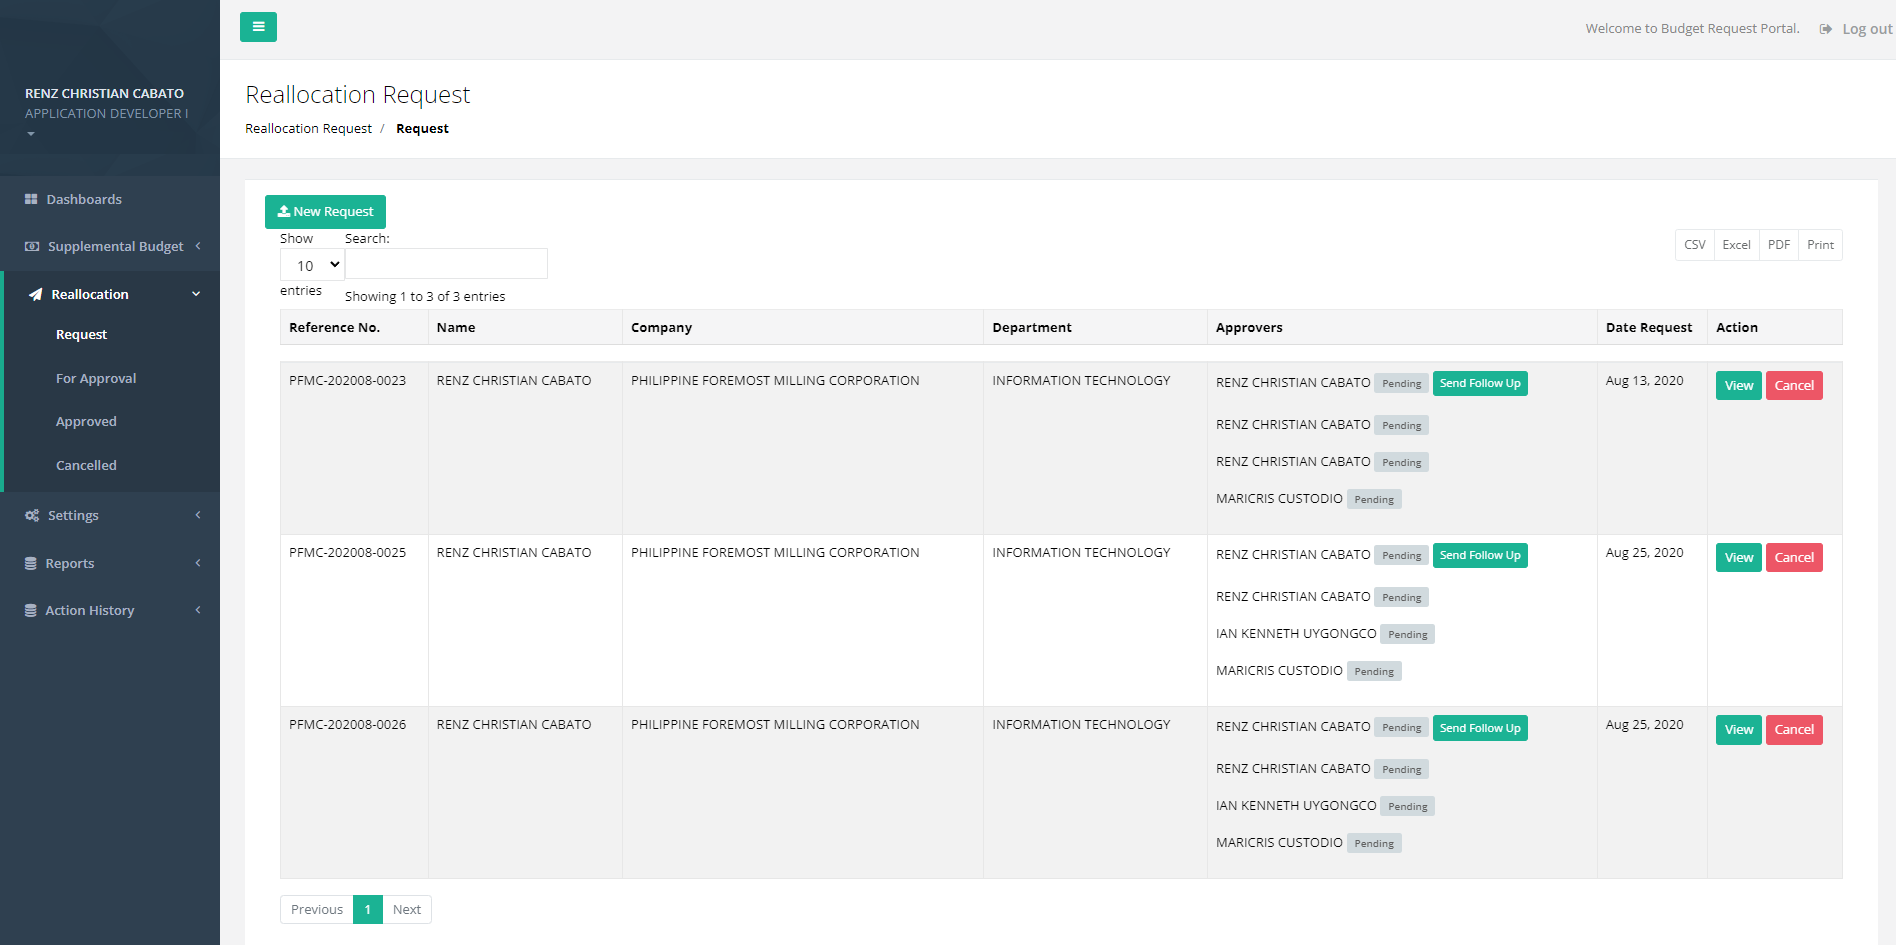 Welcome to Budget Request Portal.
Log out
RENZ CHRISTIAN CABATO
APPLICATION DEVELOPER I
Dashboards
Supplemental Budget
Reallocation
Request
For Approval
Approved
Cancelled
Settings
Reports
Action History
Reallocation Request
Reallocation Request / Request
New Request
Show
10
entries
Search:
Showing 1 to 3 of 3 entries
CSV Excel PDF Print
Reference No. Name Company Department Approvers Date Request Action
PFMC-202008-0023 RENZ CHRISTIAN CABATO PHILIPPINE FOREMOST MILLING CORPORATION INFORMATION TECHNOLOGY RENZ CHRISTIAN CABATO Pending Send Follow Up Aug 13, 2020 View Cancel
RENZ CHRISTIAN CABATO Pending
RENZ CHRISTIAN CABATO Pending
MARICRIS CUSTODIO Pending
PFMC-202008-0025 RENZ CHRISTIAN CABATO PHILIPPINE FOREMOST MILLING CORPORATION INFORMATION TECHNOLOGY RENZ CHRISTIAN CABATO Pending Send Follow Up Aug 25, 2020 View Cancel
RENZ CHRISTIAN CABATO Pending
IAN KENNETH UYGONGCO Pending
MARICRIS CUSTODIO Pending
PFMC-202008-0026 RENZ CHRISTIAN CABATO PHILIPPINE FOREMOST MILLING CORPORATION INFORMATION TECHNOLOGY RENZ CHRISTIAN CABATO Pending Send Follow Up Aug 25, 2020 View Cancel
RENZ CHRISTIAN CABATO Pending
IAN KENNETH UYGONGCO Pending
MARICRIS CUSTODIO Pending
Previous 1 Next